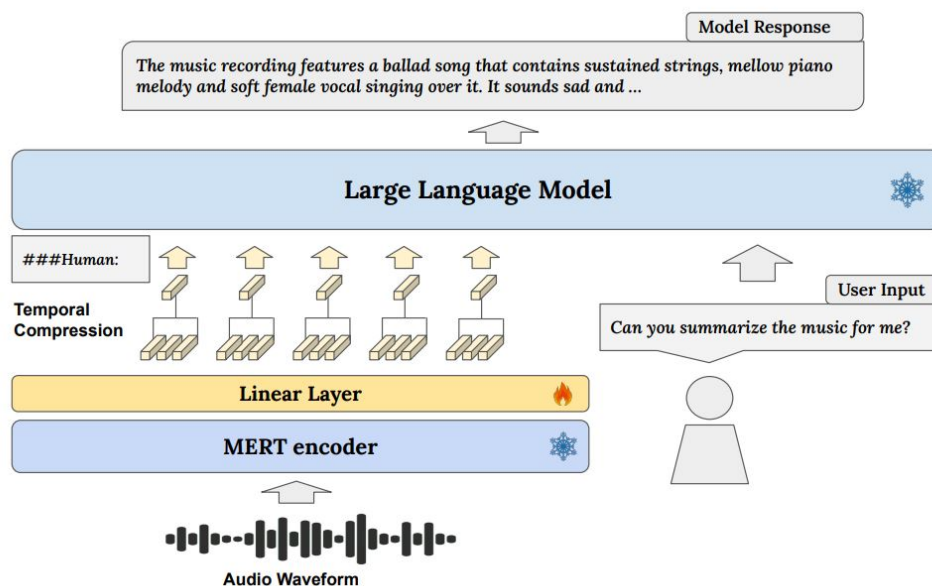 Model Response
The music recording features a ballad song that contains sustained strings, mellow piano
melody and soft female vocal singing over it. It sounds sad and ...
Large Language Model
###Human:
Temporal
Compression
User Input
Can you summarize the music for me?
Linear Layer
MERT encoder
Audio Waveform